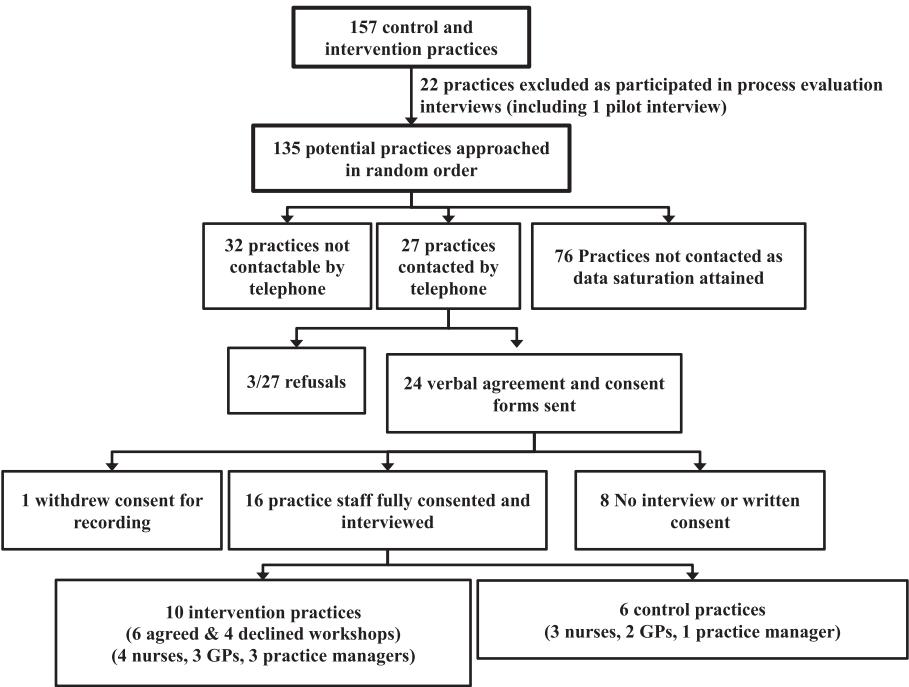 157 control and
intervention practices
22 practices excluded as participated in process evaluation
interviews (including 1 pilot interview)
135 potential practices approached
in random order
32 practices not
contactable by
telephone
27 practices
contacted by
telephone
76 Practices not contacted as
data saturation attained
3/27 refusals
24 verbal agreement and consent
forms sent
1 withdrew consent for
recording
16 practice staff fully consented and
interviewed
8 No interview or written
consent
10 intervention practices
(6 agreed & 4 declined workshops)
(4 nurses, 3 GPs, 3 practice managers)
6 control practices
(3 nurses, 2 GPs, 1 practice manager)